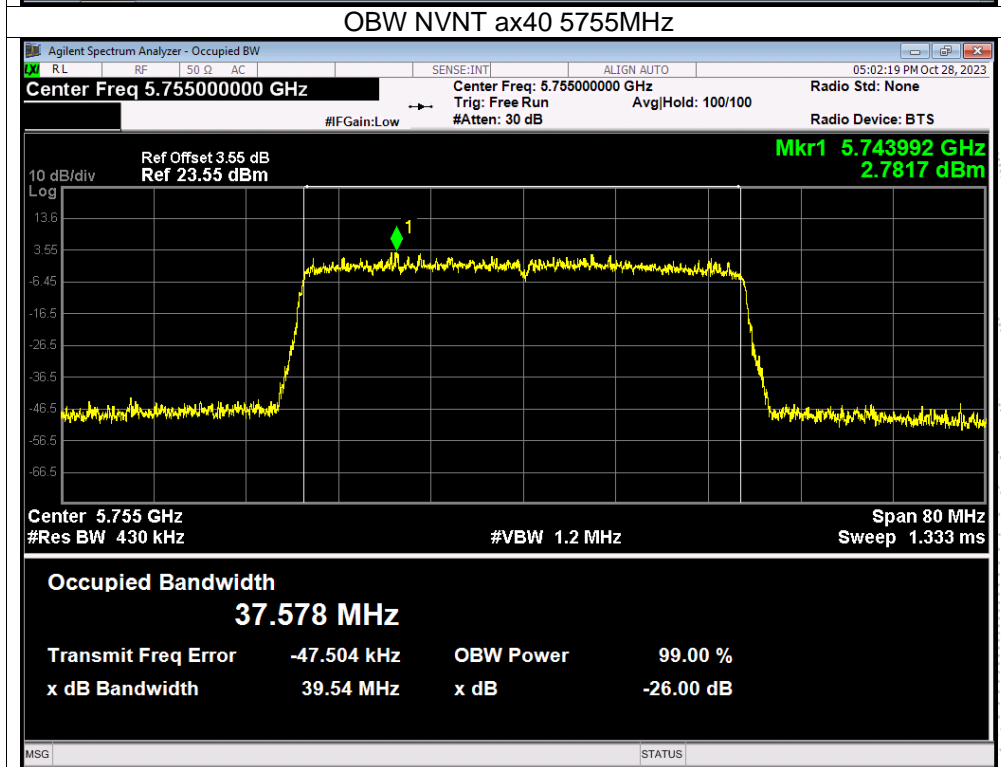 OBW NVNT ax40 5755MHz
Agilent Spectrum Analyzer - Occupied BW
LXI RL RF 50 Ω AC SENSE:INT ALIGN AUTO 05:02:19 PM Oct 28, 2023
Center Freq 5.755000000 GHz Center Freq: 5.755000000 GHz Radio Std: None
Trig: Free Run Avg|Hold: 100/100
#IFGain:Low #Atten: 30 dB Radio Device: BTS
Mkr1 5.743992 GHz
2.7817 dBm
Ref Offset 3.55 dB
10 dB/div Ref 23.55 dBm
Log
13.6
1
3.55
-6.45
-16.5
-26.5
-36.5
-46.5
-56.5
-66.5
Center 5.755 GHz Span 80 MHz
#Res BW 430 kHz #VBW 1.2 MHz Sweep 1.333 ms
Occupied Bandwidth
37.578 MHz
Transmit Freq Error -47.504 kHz OBW Power 99.00 %
x dB Bandwidth 39.54 MHz x dB -26.00 dB
MSG STATUS